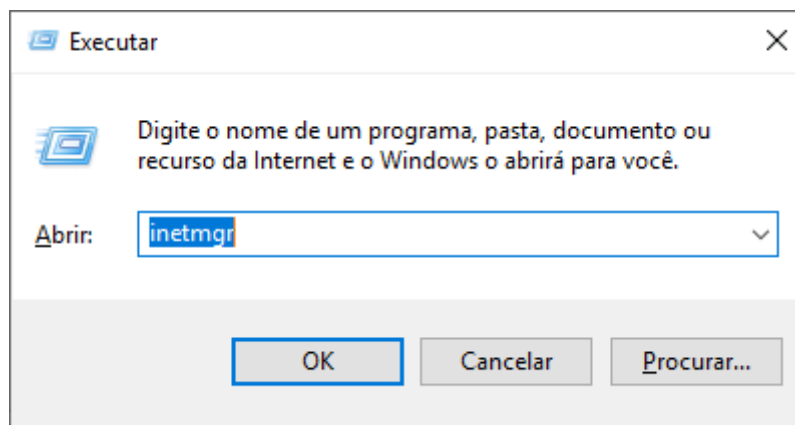 Executar
Digite o nome de um programa, pasta, documento ou
recurso da Internet e o Windows o abrirá para você.
Abrir: inetmgr
OK Cancelar Procurar...